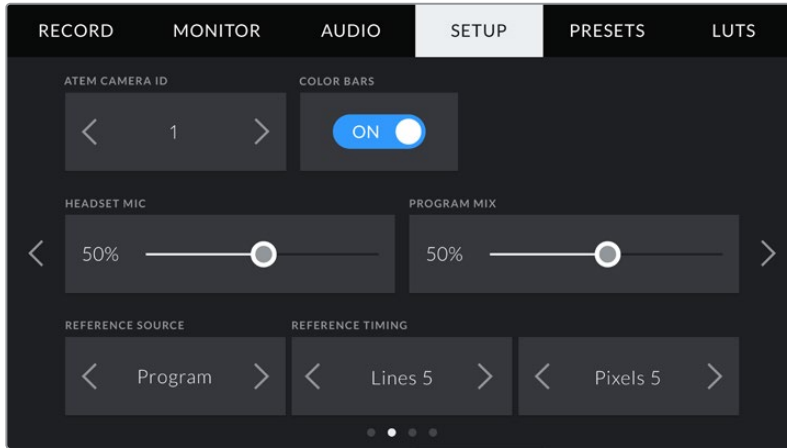 RECORD MONITOR AUDIO SETUP PRESETS LUTS
ATEM CAMERA ID COLOR BARS
1 ON
HEADSET MIC PROGRAM MIX
50% 50%
REFERENCE SOURCE REFERENCE TIMING
Program Lines 5 Pixels 5